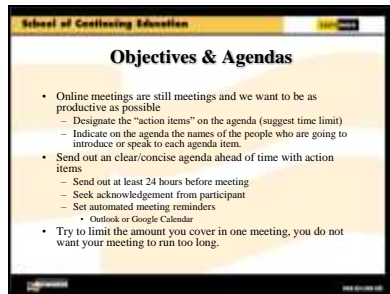 School of Continuing Education
Objectives & Agendas
• Online meetings are still meetings and we want to be as
productive as possible
– Designate the “action items” on the agenda (suggest time limit)
– Indicate on the agenda the names of the people who are going to
introduce or speak to each agenda item.
• Send out an clear/concise agenda ahead of time with action
items
– Send out at least 24 hours before meeting
– Seek acknowledgement from participant
– Set automated meeting reminders
• Outlook or Google Calendar
• Try to limit the amount you cover in one meeting, you do not
want your meeting to run too long.